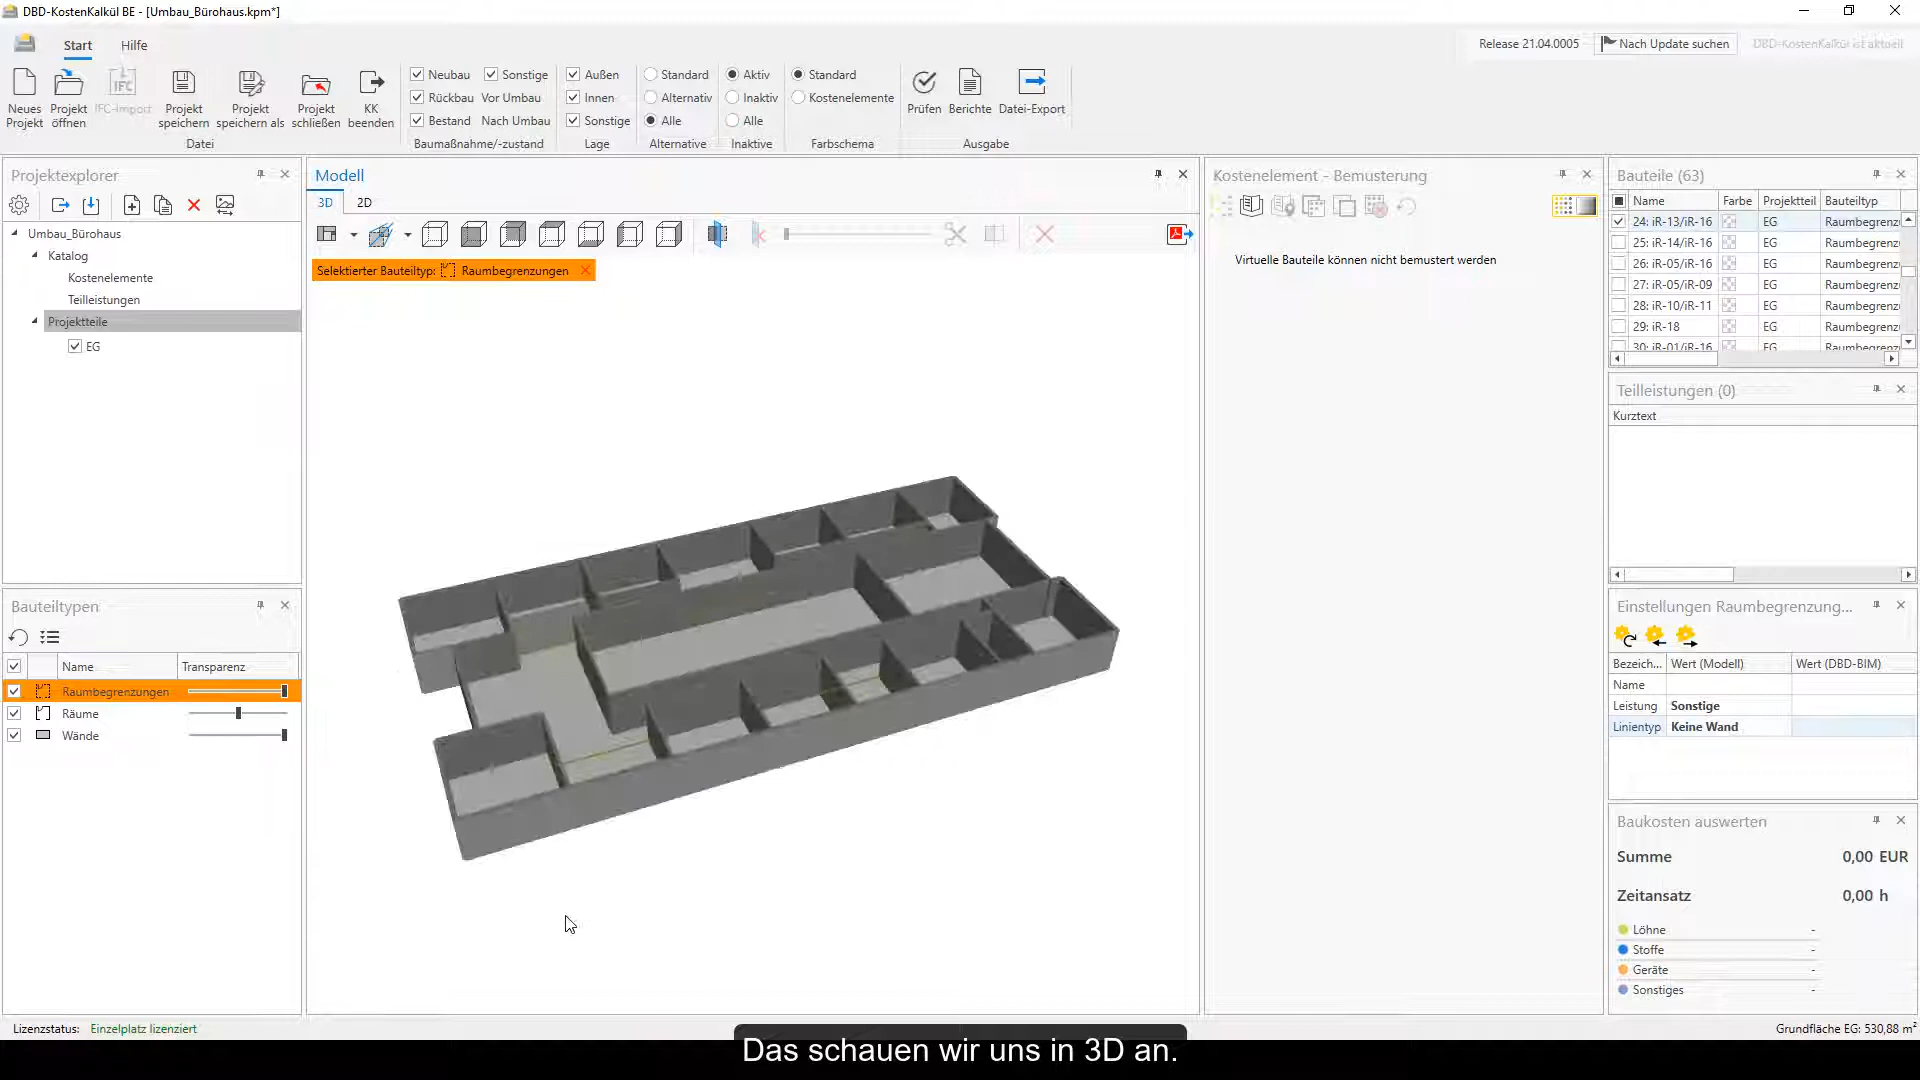 DBD-KostenKalkül BE - [Umbau_Bürohaus.kpm*]
Start
Hilfe
Release 21.04.0005
Nach Update suchen
DBD-KostenKalkül ist aktuell
Neues Projekt
Projekt öffnen
IFC-Import
Projekt speichern
Projekt speichern als
Projekt schließen
KK beenden
Datei
Neubau
Sonstige
Rückbau
Vor Umbau
Bestand
Nach Umbau
Baumaßnahme/-zustand
Außen
Innen
Sonstige
Lage
Standard
Alternativ
Alle
Alternative
Aktiv
Inaktiv
Alle
Inaktive
Standard
Kostenelemente
Farbschema
Prüfen
Berichte
Datei-Export
Ausgabe
Projektexplorer
Umbau_Bürohaus
Katalog
Kostenelemente
Teilleistungen
Projektteile
EG
Bauteiltypen
Name
Transparenz
Raumbegrenzungen
Räume
Wände
Modell
3D
2D
Selektierter Bauteiltyp:
Raumbegrenzungen
Kostenelement - Bemusterung
Virtuelle Bauteile können nicht bemustert werden
Bauteile (63)
Name Farbe Projektteil Bauteiltyp
24: iR-13/iR-16 EG Raumbegrenz
25: iR-14/iR-16 EG Raumbegrenz
26: iR-05/iR-16 EG Raumbegrenz
27: iR-05/iR-09 EG Raumbegrenz
28: iR-10/iR-11 EG Raumbegrenz
29: iR-18 EG Raumbegrenz
30: iR-01/iR-16 EG Raumbegrenz
Teilleistungen (0)
Kurztext
Einstellungen Raumbegrenzung...
Bezeich... Wert (Modell) Wert (DBD-BIM)
Name
Leistung Sonstige
Linientyp Keine Wand
Baukosten auswerten
Summe 0,00 EUR
Zeitansatz 0,00 h
Löhne -
Stoffe -
Geräte -
Sonstiges -
Lizenzstatus: Einzelplatz lizenziert
Grundfläche EG: 530,88 m²
Das schauen wir uns in 3D an.